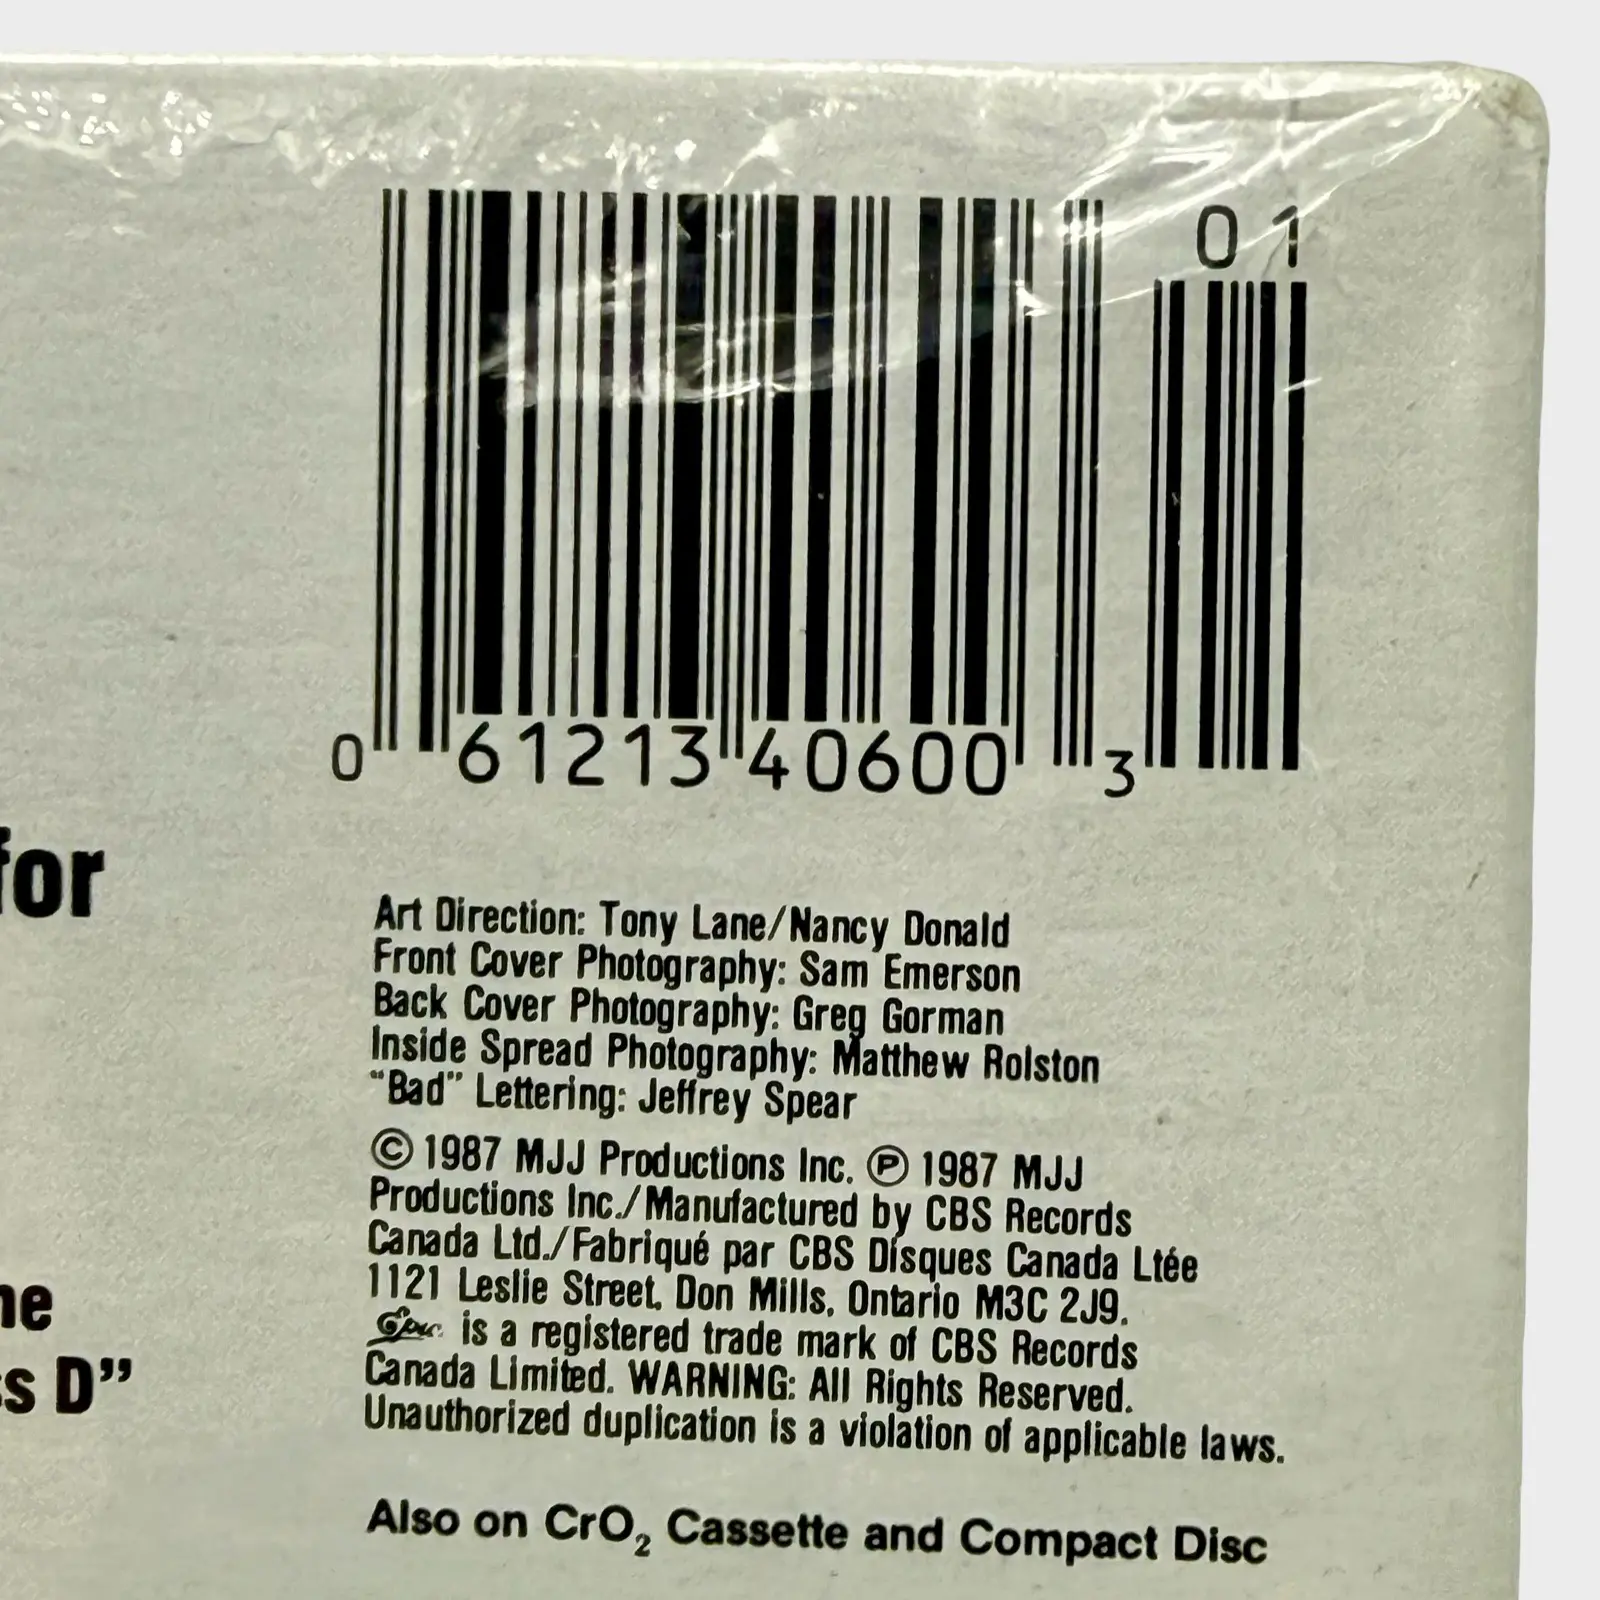 01
0 61213 40600 3
for
Art Direction: Tony Lane/Nancy Donald
Front Cover Photography: Sam Emerson
Back Cover Photography: Greg Gorman
Inside Spread Photography: Matthew Rolston
“Bad” Lettering: Jeffrey Spear
© 1987 MJJ Productions Inc. ℗ 1987 MJJ
Productions Inc./Manufactured by CBS Records
Canada Ltd./Fabriqué par CBS Disques Canada Ltée
1121 Leslie Street, Don Mills, Ontario M3C 2J9.
Epic is a registered trade mark of CBS Records
Canada Limited. WARNING: All Rights Reserved.
Unauthorized duplication is a violation of applicable laws.
ne
ss D”
Also on CrO₂ Cassette and Compact Disc